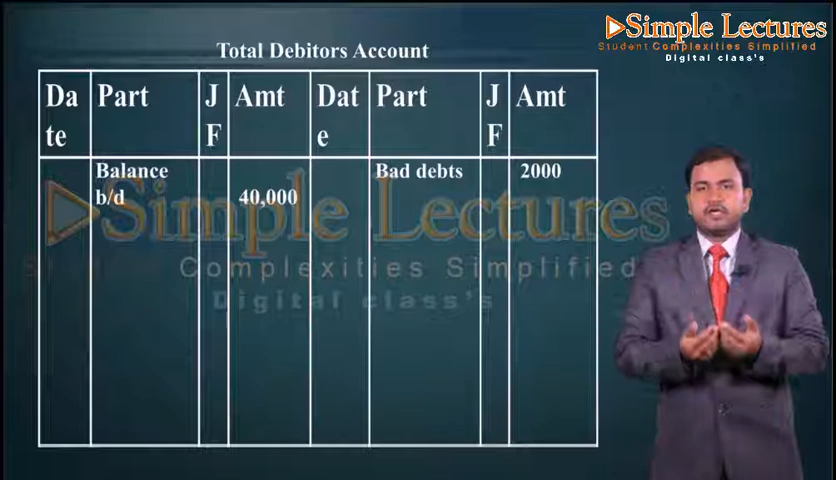 Simple Lectures
Student Complexities Simplified
Digital class's
Total Debitors Account
Da
te
Part
J
F
Amt
Dat
e
Part
J
F
Amt
Balance
b/d
40,000
Bad debts
2000
Simple Lectures
Student Complexities Simplified
Digital class's